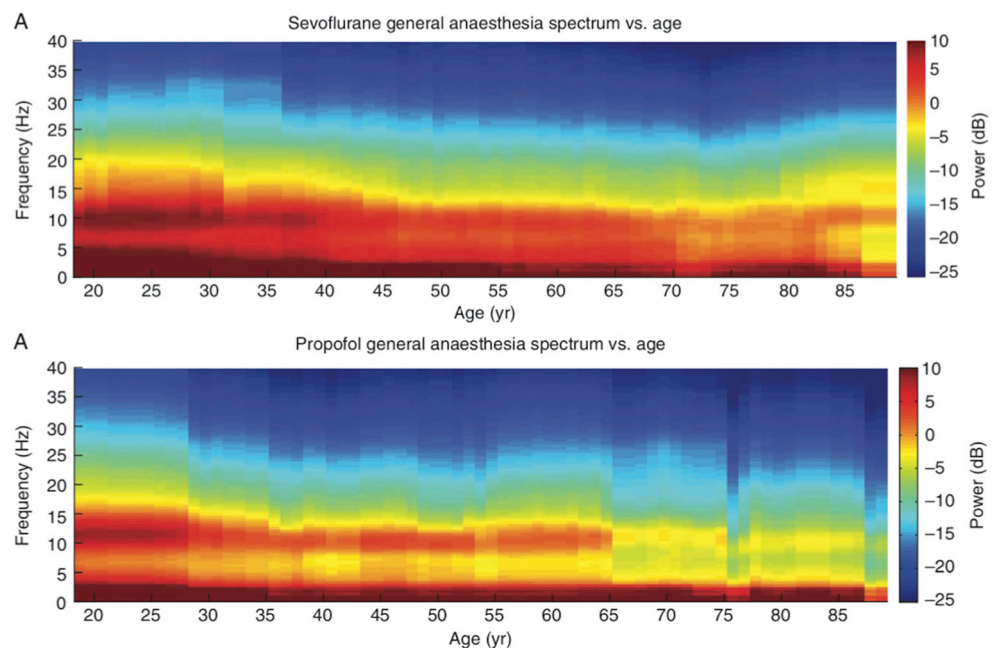 A
Sevoflurane general anaesthesia spectrum vs. age
40
35
30
25
20
15
10
5
0
Frequency (Hz)
20 25 30 35 40 45 50 55 60 65 70 75 80 85
Age (yr)
10
5
0
−5
−10
−15
−20
−25
Power (dB)
A
Propofol general anaesthesia spectrum vs. age
40
35
30
25
20
15
10
5
0
Frequency (Hz)
20 25 30 35 40 45 50 55 60 65 70 75 80 85
Age (yr)
10
5
0
−5
−10
−15
−20
−25
Power (dB)